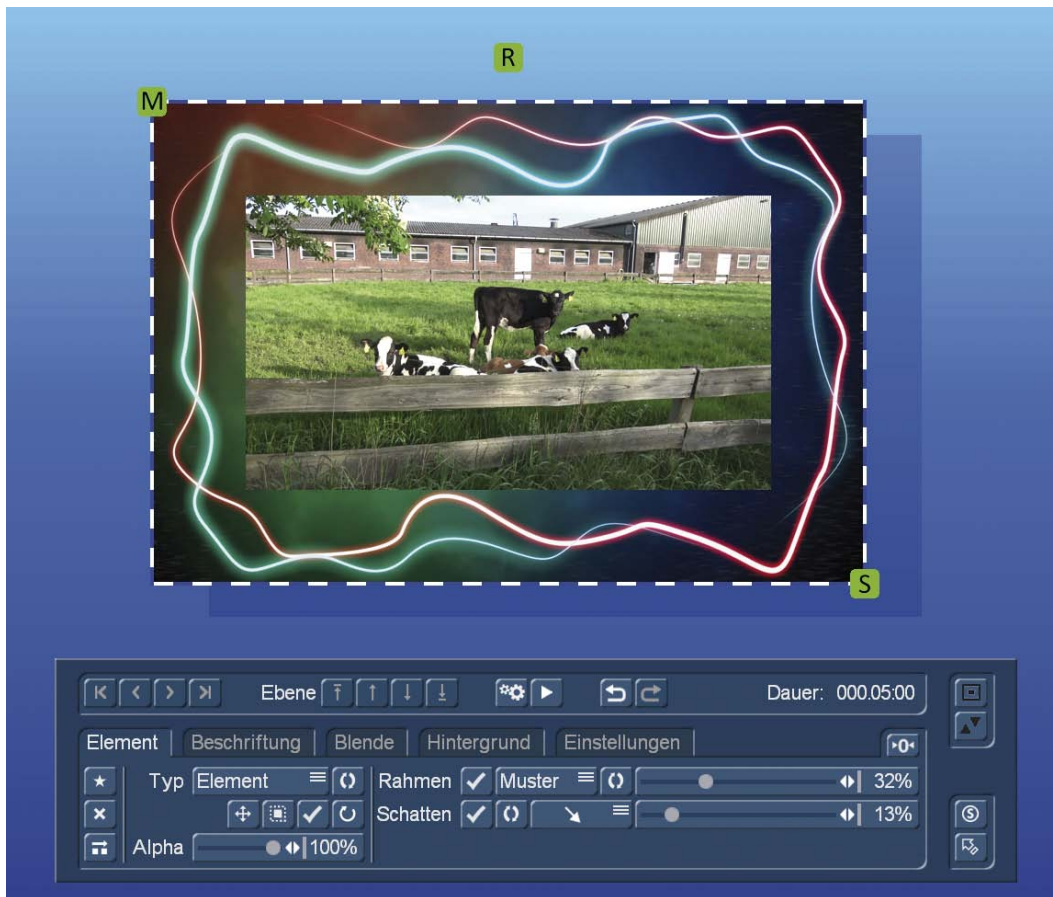 R
M
S
Ebene
Dauer: 000.05:00
Element Beschriftung Blende Hintergrund Einstellungen
Typ Element Rahmen Muster 32%
Schatten 13%
Alpha 100%